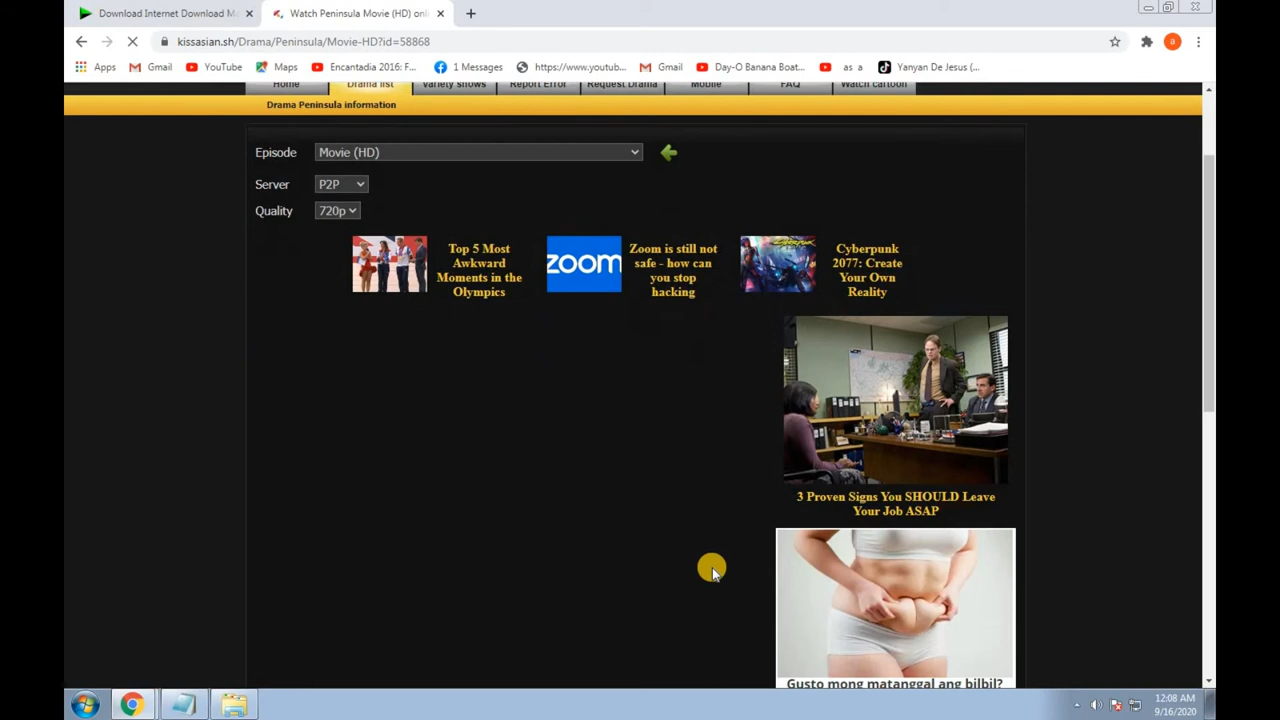 Download Internet Download Ma
Watch Peninsula Movie (HD) onl
kissasian.sh/Drama/Peninsula/Movie-HD?id=58868
a
Apps
Gmail
YouTube
Maps
Encantadia 2016: F...
1 Messages
https://www.youtub...
Gmail
Day-O Banana Boat...
as a
Yanyan De Jesus (...
Home
Drama list
Variety shows
Report Error
Request Drama
Mobile
FAQ
Watch cartoon
Drama Peninsula information
Episode
Movie (HD)
Server
P2P
Quality
720p
Top 5 Most
Awkward
Moments in the
Olympics
zoom
Zoom is still not
safe - how can
you stop
hacking
Cyberpunk
2077: Create
Your Own
Reality
3 Proven Signs You SHOULD Leave
Your Job ASAP
Gusto mong matanggal ang bilbil?
12:08 AM
9/16/2020